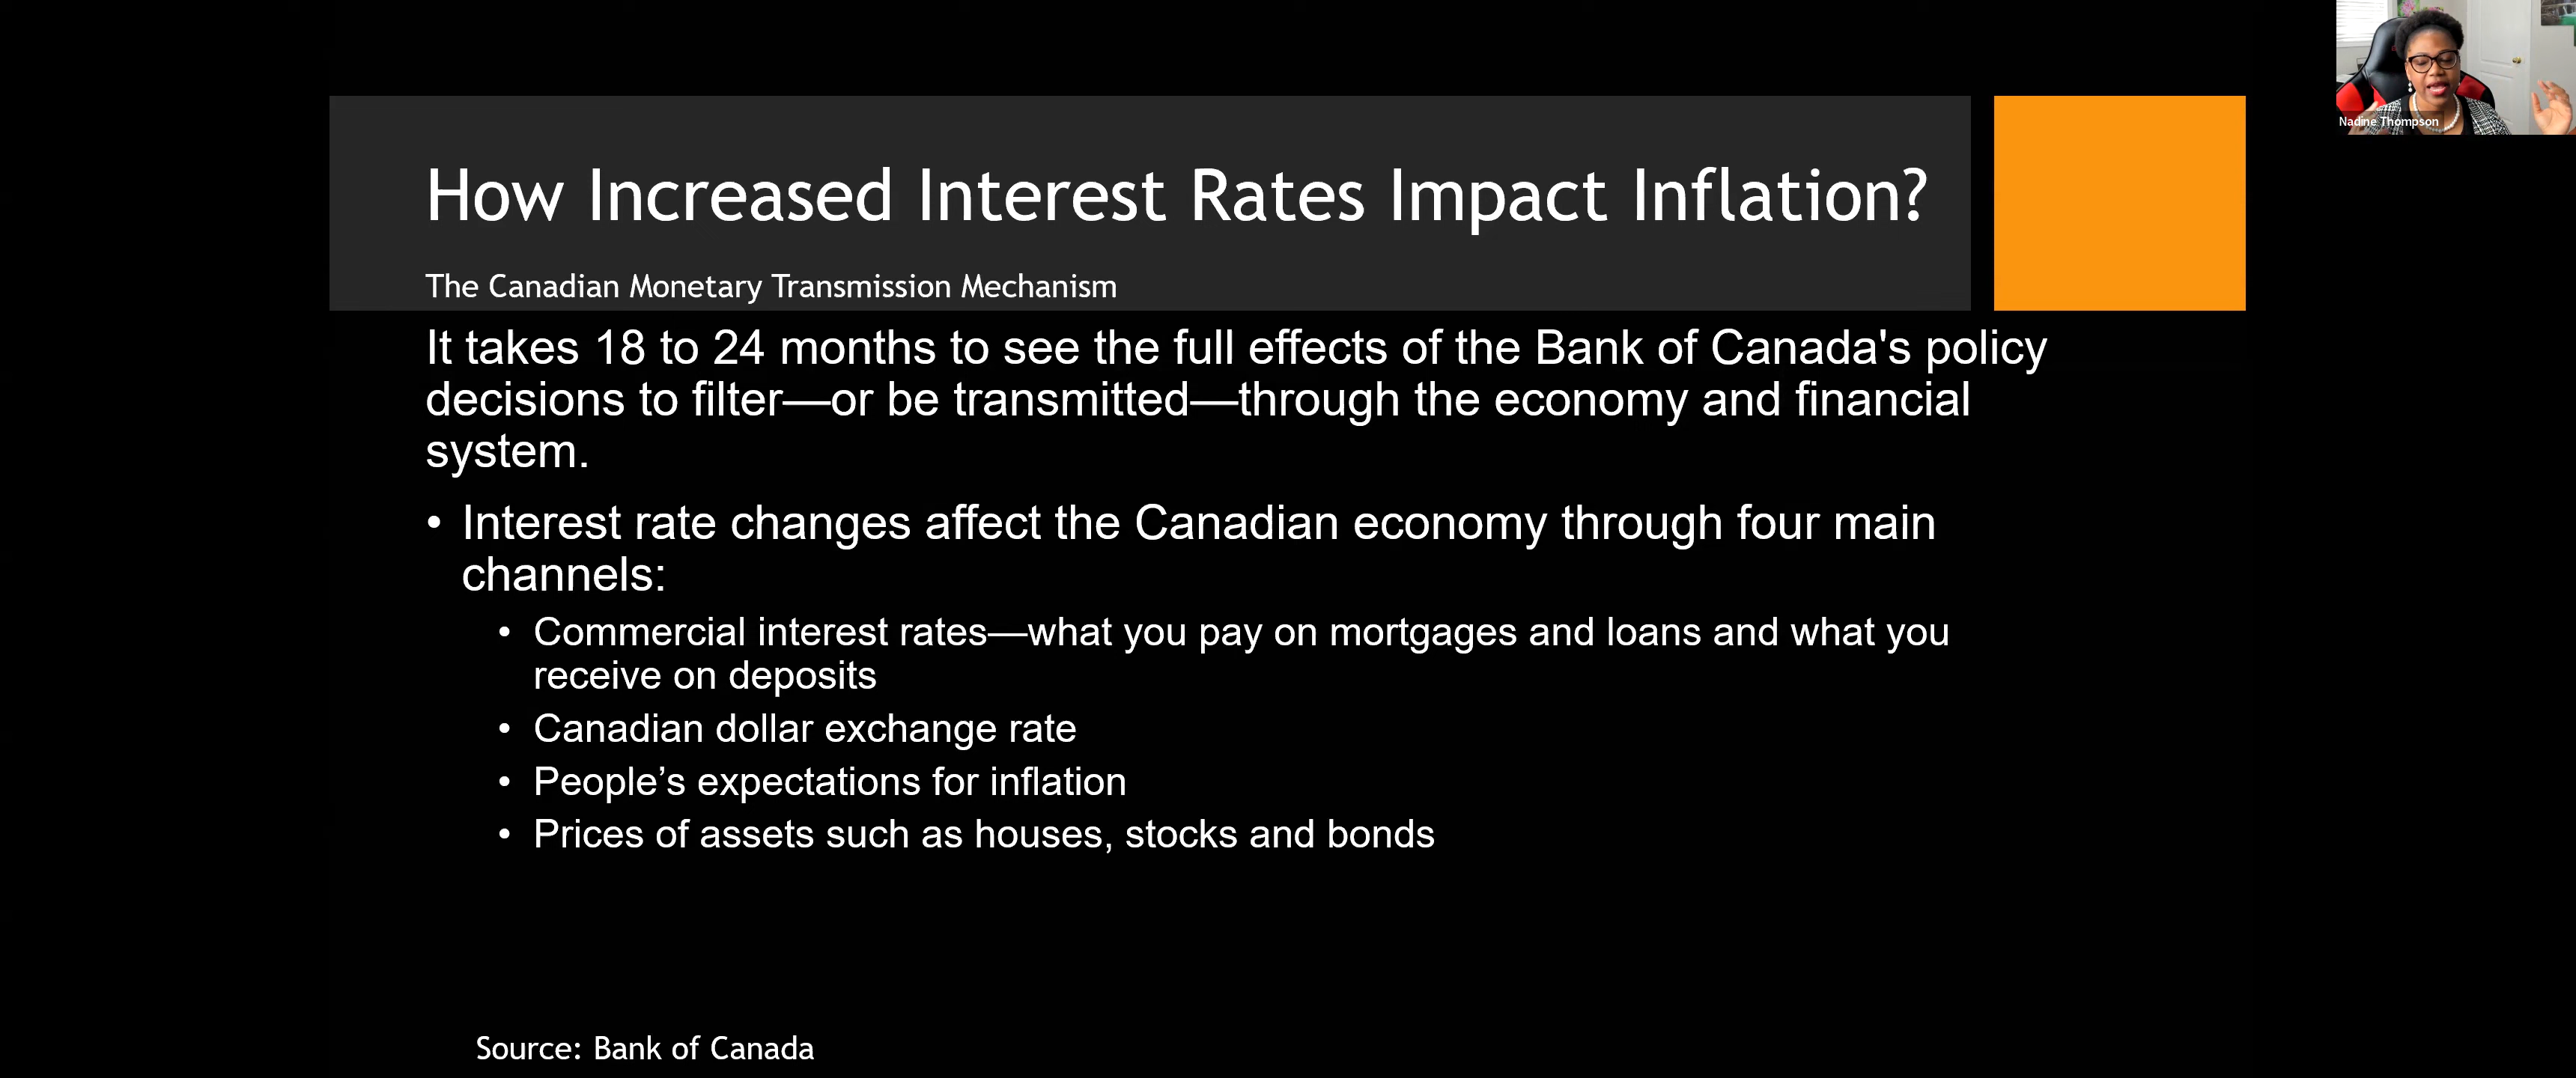 Nadine Thompson
How Increased Interest Rates Impact Inflation?
The Canadian Monetary Transmission Mechanism
It takes 18 to 24 months to see the full effects of the Bank of Canada's policy
decisions to filter—or be transmitted—through the economy and financial
system.
• Interest rate changes affect the Canadian economy through four main
channels:
• Commercial interest rates—what you pay on mortgages and loans and what you
receive on deposits
• Canadian dollar exchange rate
• People’s expectations for inflation
• Prices of assets such as houses, stocks and bonds
Source: Bank of Canada